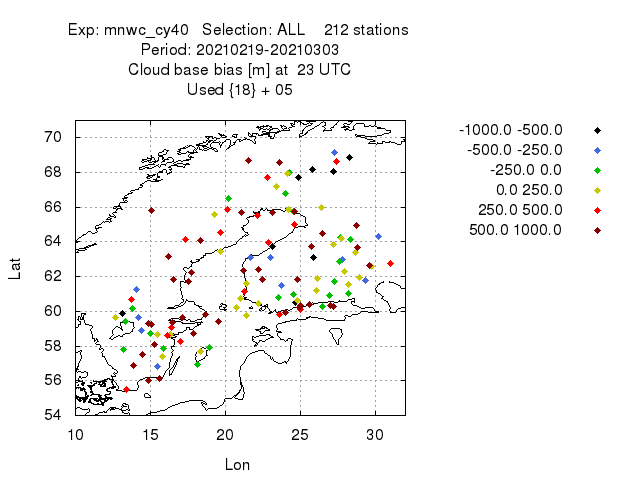 Exp: mnwc_cy40 Selection: ALL 212 stations
Period: 20210219-20210303
Cloud base bias [m] at 23 UTC
Used {18} + 05
-1000.0 -500.0
-500.0 -250.0
-250.0 0.0
0.0 250.0
250.0 500.0
500.0 1000.0
70
68
66
64
62
60
58
56
54
Lat
10 15 20 25 30
Lon